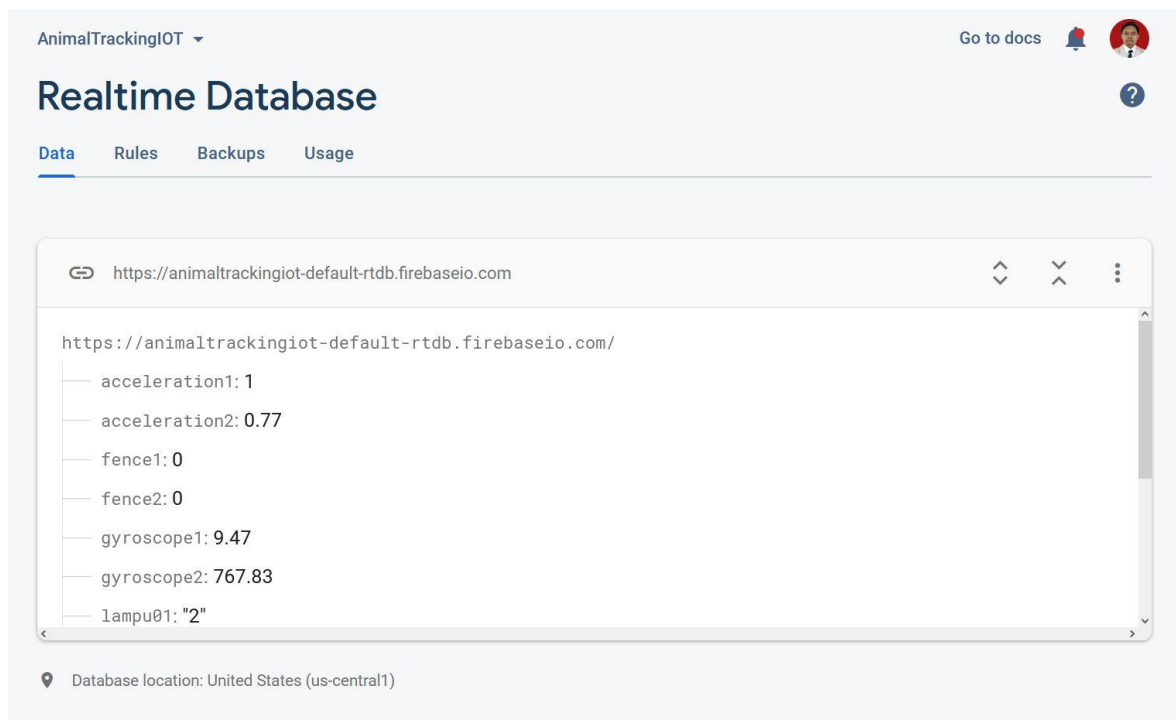 AnimalTrackingIOT
Go to docs
Realtime Database
Data Rules Backups Usage
https://animaltrackingiot-default-rtdb.firebaseio.com
https://animaltrackingiot-default-rtdb.firebaseio.com/
acceleration1: 1
acceleration2: 0.77
fence1: 0
fence2: 0
gyroscope1: 9.47
gyroscope2: 767.83
lampu01: "2"
Database location: United States (us-central1)